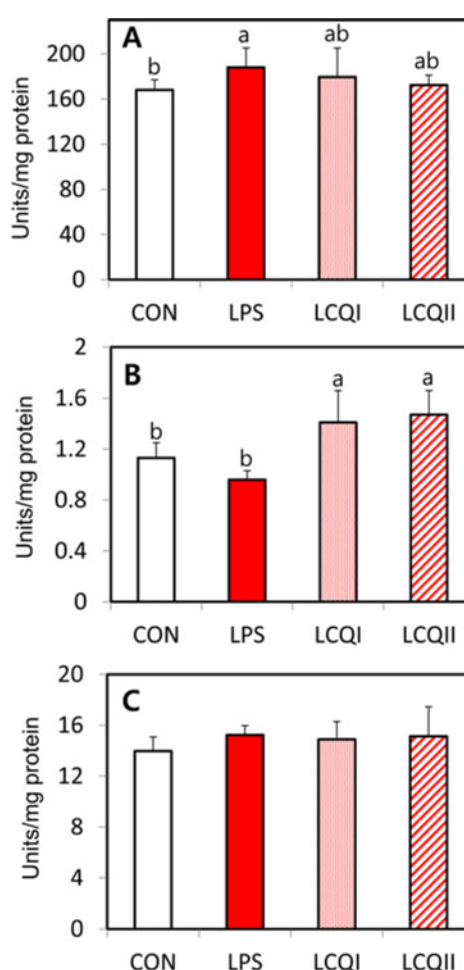 A
Units/mg protein
200
160
120
80
40
0
b
a
ab
ab
CON LPS LCQI LCQII
B
Units/mg protein
2
1.6
1.2
0.8
0.4
0
b
b
a
a
CON LPS LCQI LCQII
C
Units/mg protein
20
16
12
8
4
0
CON LPS LCQI LCQII